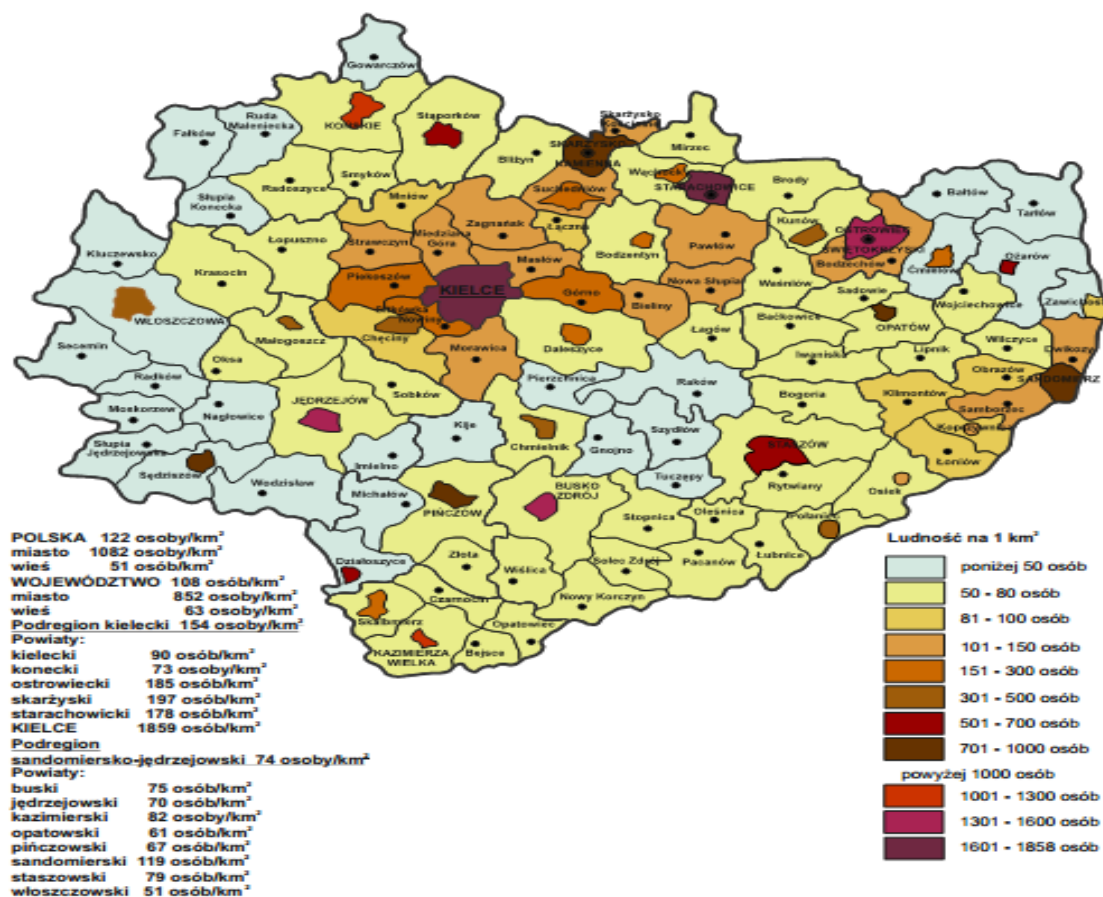 Gowarczów
Ruda
Maleniecka
Fałków
KOŃSKIE
Stąporków
Skarżysko
SKARŻYSKO
KAMIENNA
Mirzec
Bliżyn
Radoszyce
Smyków
Wąchock
STARACHOWICE
Brody
Bałtów
Tarłów
Słupia
Konecka
Mniów
Suchedniów
Łączna
Zagnańsk
Kunów
OSTROWIEC
ŚWIĘTOKRZYSKI
Bodzechów
Ćmielów
Ożarów
Kluczewsko
Łopuszno
Strawczyn
Miedziana
Góra
Masłów
Bodzentyn
Pawłów
Krasocin
Piekoszów
KIELCE
Górno
Bieliny
Nowa Słupia
Waśniów
Sadowie
Wojciechowice
Zawichost
WŁOSZCZOWA
Małogoszcz
Nowiny
Chęciny
Morawica
Daleszyce
Łagów
Baćkowice
OPATÓW
Secemin
Oksa
Iwaniska
Lipnik
Wilczyce
Dwikozy
Radków
Sobków
Pierzchnica
Raków
Obrazów
SANDOMIERZ
Moskorzew
Nagłowice
JĘDRZEJÓW
Bogoria
Klimontów
Samborzec
Słupia
Jędrzejowska
Kije
Chmielnik
Gnojno
Szydłów
STASZÓW
Koprzywnica
Sędziszów
Imielno
Łoniów
Wodzisław
Michałów
PIŃCZÓW
BUSKO
ZDRÓJ
Tuczępy
Rytwiany
Osiek
Stopnica
Oleśnica
Połaniec
Działoszyce
Złota
Wiślica
Solec Zdrój
Pacanów
Łubnice
Czarnocin
Nowy Korczyn
Skalbmierz
Opatowiec
KAZIMIERZA
WIELKA
Bejsce
POLSKA 122 osoby/km²
miasto 1082 osoby/km²
wieś 51 osób/km²
WOJEWÓDZTWO 108 osób/km²
miasto 852 osoby/km²
wieś 63 osób/km²
Podregion kielecki 154 osoby/km²
Powiaty:
kielecki 90 osób/km²
konecki 73 osoby/km²
ostrowiecki 185 osób/km²
skarżyski 197 osób/km²
starachowicki 178 osób/km²
KIELCE 1859 osób/km²
Podregion
sandomiersko-jędrzejowski 74 osoby/km²
Powiaty:
buski 75 osób/km²
jędrzejowski 70 osób/km²
kazimierski 82 osoby/km²
opatowski 61 osób/km²
pińczowski 67 osób/km²
sandomierski 119 osób/km²
staszowski 79 osób/km²
włoszczowski 51 osób/km²
Ludność na 1 km²
poniżej 50 osób
50 - 80 osób
81 - 100 osób
101 - 150 osób
151 - 300 osób
301 - 500 osób
501 - 700 osób
701 - 1000 osób
powyżej 1000 osób
1001 - 1300 osób
1301 - 1600 osób
1601 - 1858 osób